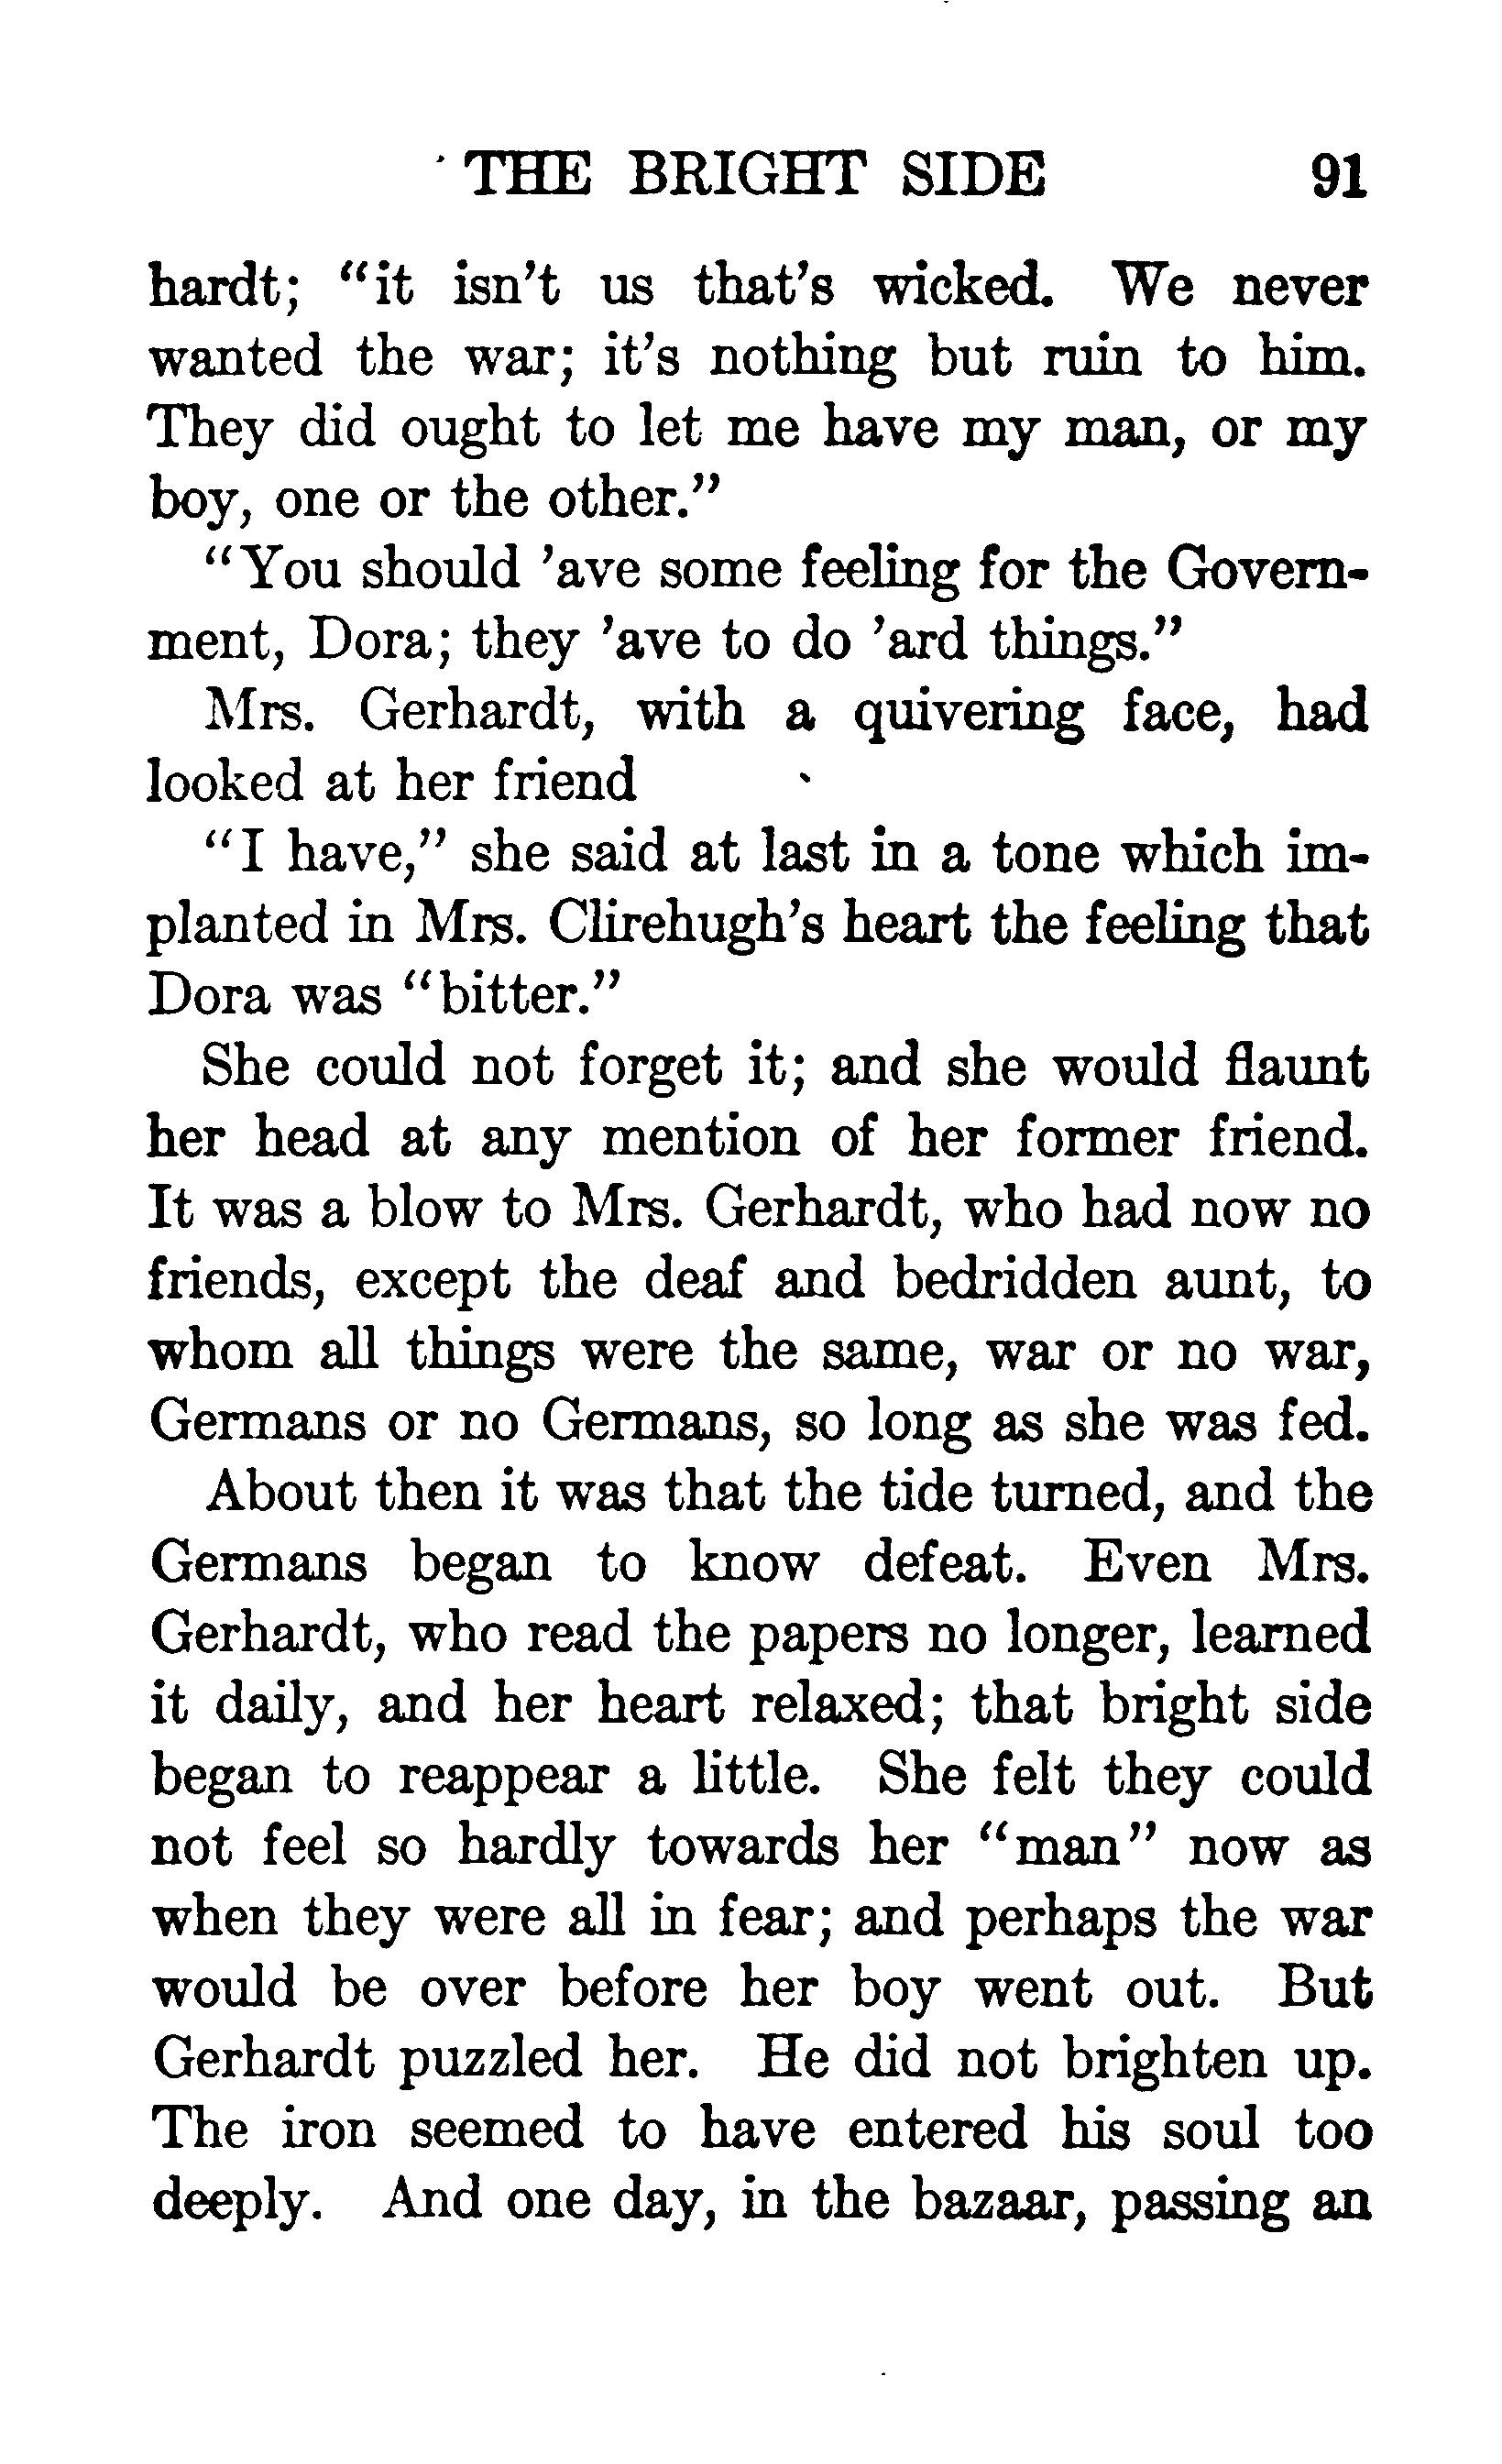 THE BRIGHT SIDE 91
hardt; "it isn't us that's wicked. We never
wanted the war; it's nothing but ruin to him.
They did ought to let me have my man, or my
boy, one or the other."
"You should 'ave some feeling for the Govern-
ment, Dora; they 'ave to do 'ard things."
Mrs. Gerhardt, with a quivering face, had
looked at her friend
"I have," she said at last in a tone which im-
planted in Mrs. Clirehugh's heart the feeling that
Dora was "bitter."
She could not forget it; and she would flaunt
her head at any mention of her former friend.
It was a blow to Mrs. Gerhardt, who had now no
friends, except the deaf and bedridden aunt, to
whom all things were the same, war or no war,
Germans or no Germans, so long as she was fed.
About then it was that the tide turned, and the
Germans began to know defeat. Even Mrs.
Gerhardt, who read the papers no longer, learned
it daily, and her heart relaxed; that bright side
began to reappear a little. She felt they could
not feel so hardly towards her "man" now as
when they were all in fear; and perhaps the war
would be over before her boy went out. But
Gerhardt puzzled her. He did not brighten up.
The iron seemed to have entered his soul too
deeply. And one day, in the bazaar, passing an